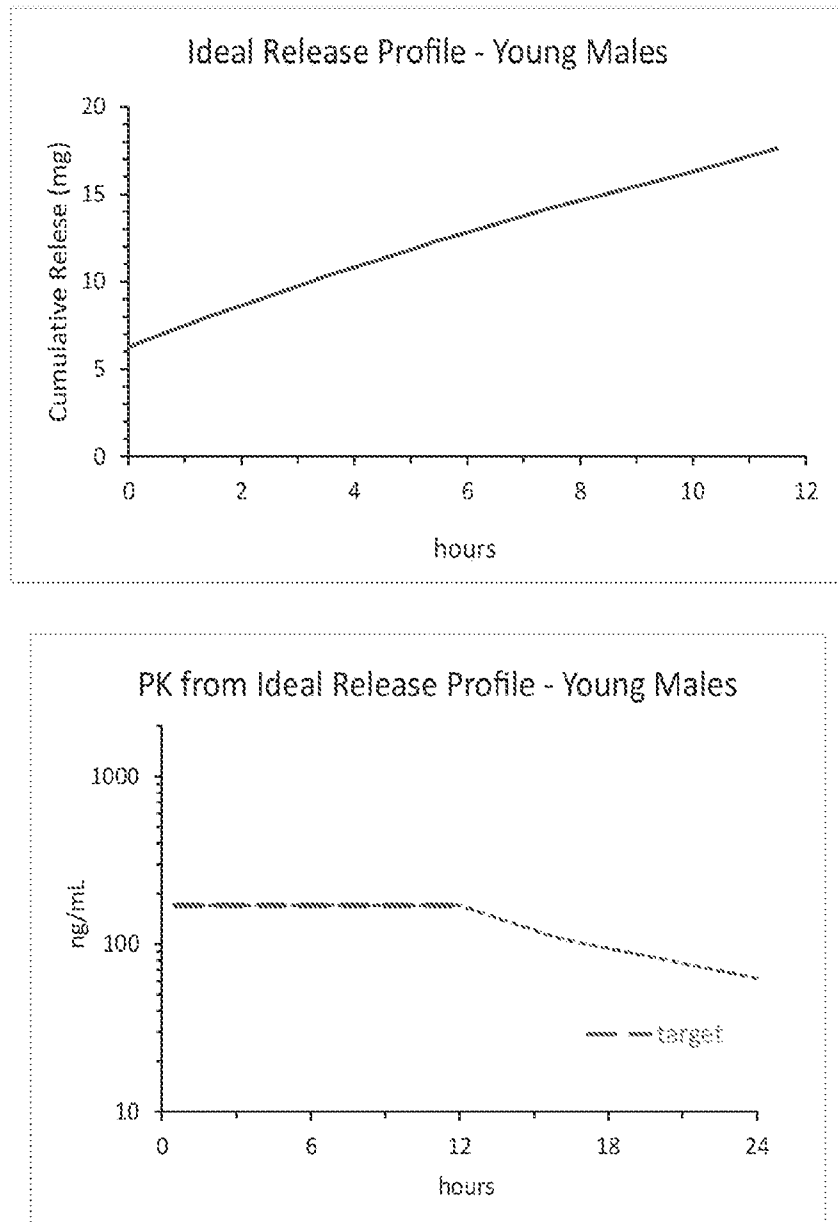 Ideal Release Profile - Young Males
20
15
10
5
0
Cumulative Relese (mg)
0 2 4 6 8 10 12
hours
PK from Ideal Release Profile - Young Males
1000
100
10
ng/mL
target
0 6 12 18 24
hours